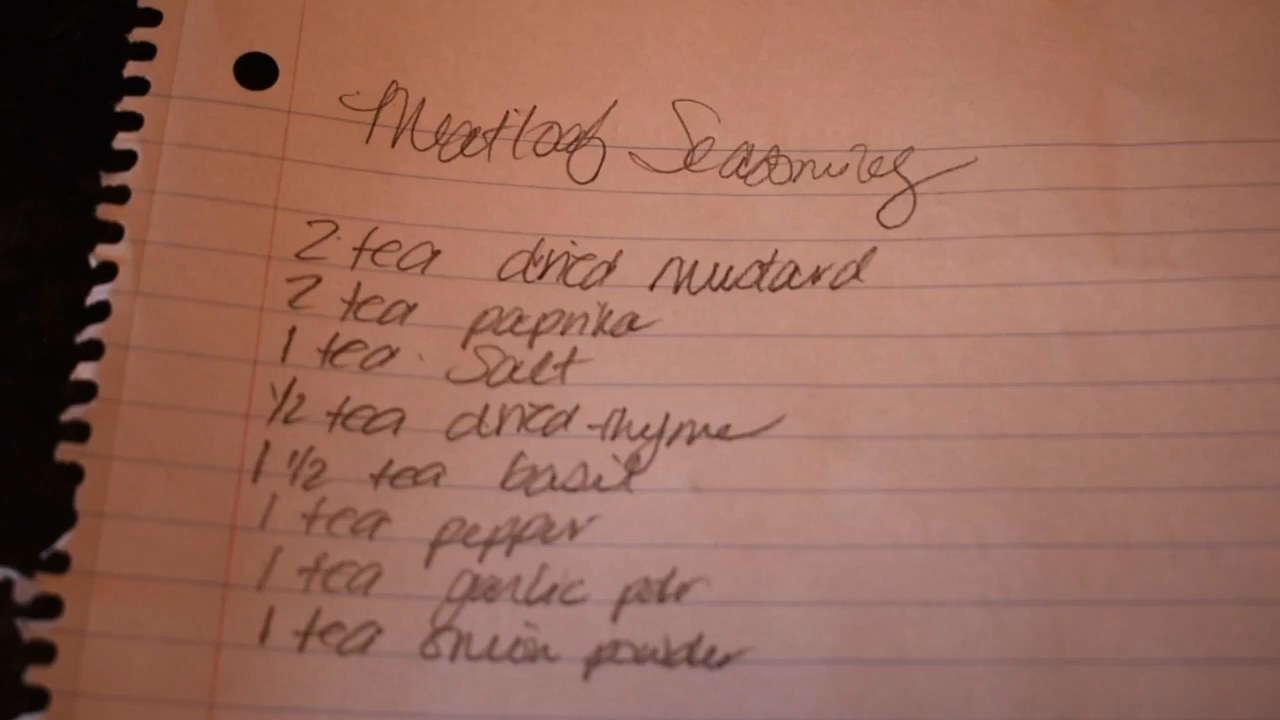 Meatloaf Seasoning
2 tea dried mustard
2 tea paprika
1 tea. Salt
1/2 tea dried thyme
1 1/2 tea basil
1 tea pepper
1 tea garlic pdr
1 tea onion powder